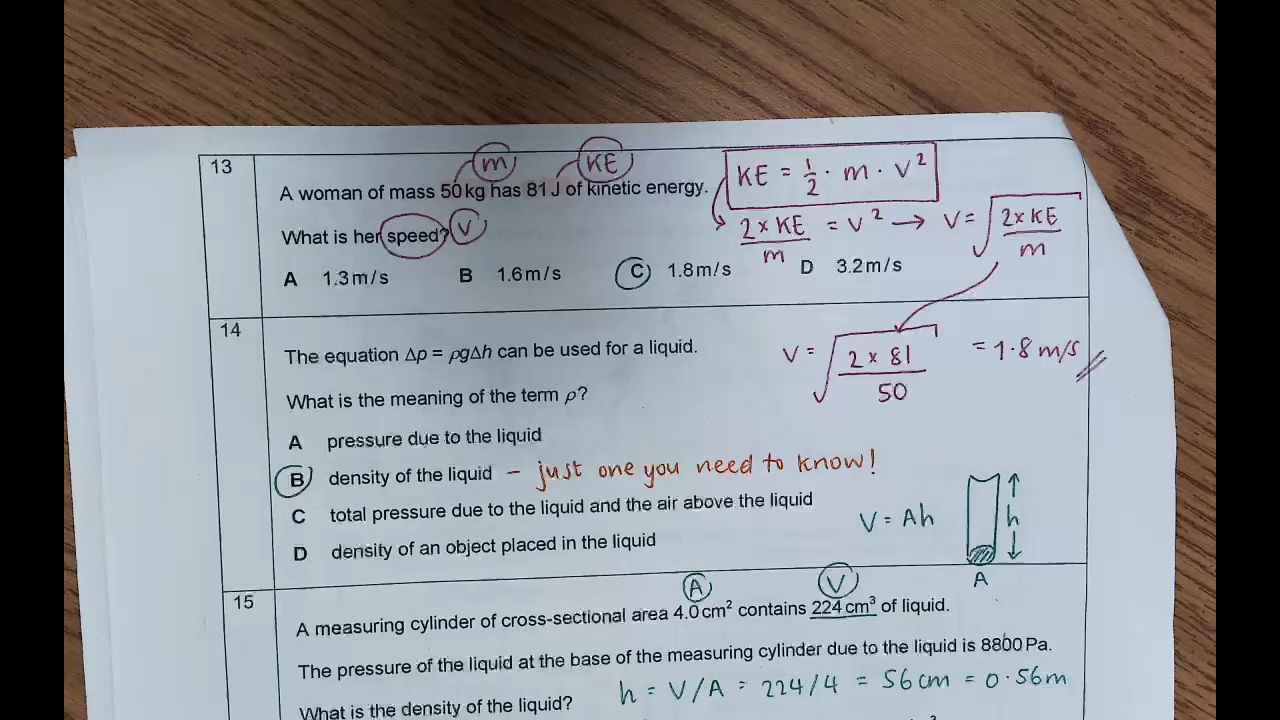 13
m KE
A woman of mass 50 kg has 81 J of kinetic energy.
KE = 1/2 · m · v²
What is her speed? V
2 × KE / m = v² → v = √(2 × KE / m)
A 1.3 m/s B 1.6 m/s C 1.8 m/s D 3.2 m/s
14
The equation Δp = ρgΔh can be used for a liquid.
v = √(2 × 81 / 50) = 1.8 m/s
What is the meaning of the term ρ?
A pressure due to the liquid
B density of the liquid – just one you need to know!
C total pressure due to the liquid and the air above the liquid
V = Ah
h
D density of an object placed in the liquid
A
15
A V
A measuring cylinder of cross-sectional area 4.0 cm² contains 224 cm³ of liquid.
The pressure of the liquid at the base of the measuring cylinder due to the liquid is 8800 Pa.
h = V/A = 224/4 = 56 cm = 0.56 m
What is the density of the liquid?